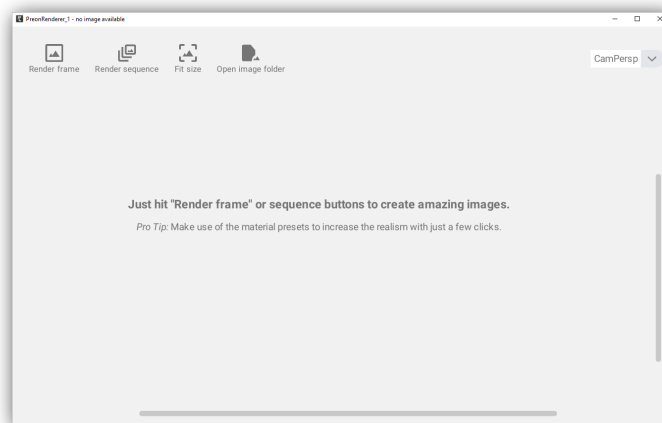 PreonRenderer_1 - no image available
Render frame Render sequence Fit size Open image folder CamPersp
Just hit "Render frame" or sequence buttons to create amazing images.
Pro Tip: Make use of the material presets to increase the realism with just a few clicks.